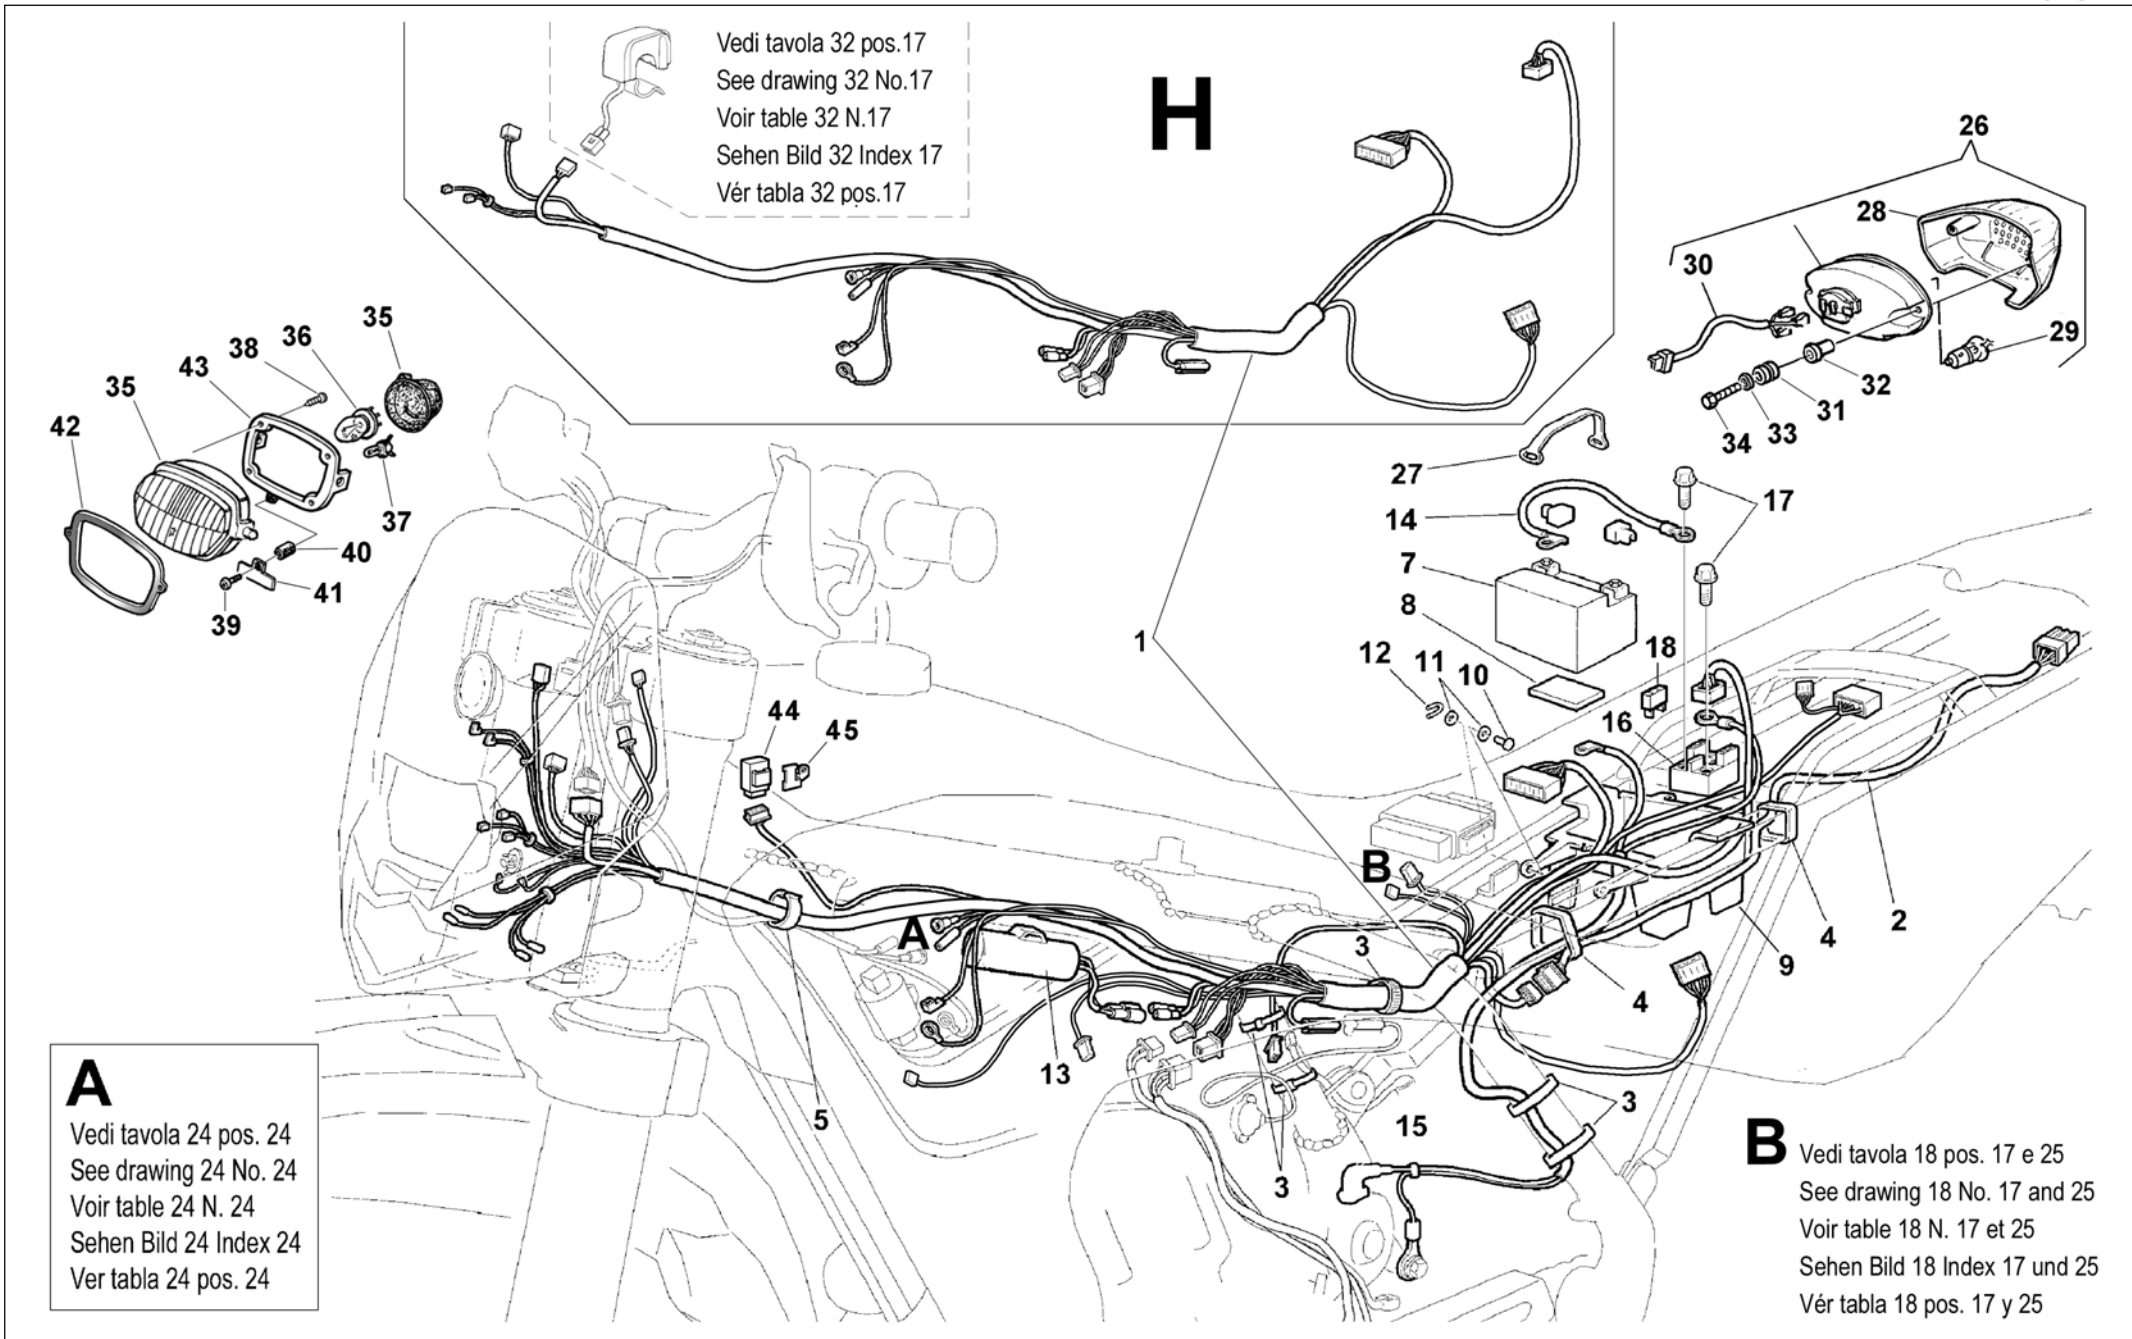 Vedi tavola 32 pos.17
See drawing 32 No.17
Voir table 32 N.17
Sehen Bild 32 Index 17
Vér tabla 32 pos.17
H
26
28
30
29
32
31
33
34
35
36
38
43
35
42
37
40
41
39
27
14
17
7
8
1
12
11
10
18
16
44
45
B
A
3
4
2
9
4
13
5
3
15
3
A
Vedi tavola 24 pos. 24
See drawing 24 No. 24
Voir table 24 N. 24
Sehen Bild 24 Index 24
Ver tabla 24 pos. 24
B
Vedi tavola 18 pos. 17 e 25
See drawing 18 No. 17 and 25
Voir table 18 N. 17 et 25
Sehen Bild 18 Index 17 und 25
Vér tabla 18 pos. 17 y 25